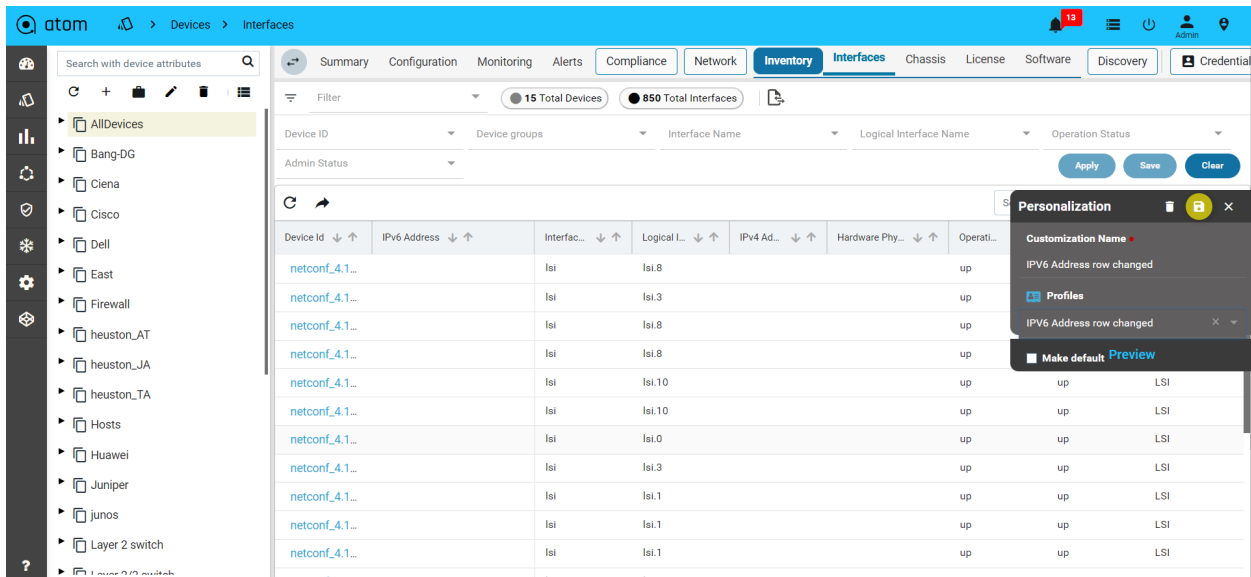 atom > Devices > Interfaces
13
Admin
Search with device attributes
AllDevices
Bang-DG
Ciena
Cisco
Dell
East
Firewall
heuston_AT
heuston_JA
heuston_TA
Hosts
Huawei
Juniper
junos
Layer 2 switch
Layer 2/3 switch
?
Summary Configuration Monitoring Alerts Compliance Network Inventory Interfaces Chassis License Software Discovery Credential
Filter 15 Total Devices 850 Total Interfaces
Device ID Device groups Interface Name Logical Interface Name Operation Status
Admin Status Apply Save Clear
Device Id IPv6 Address Interfac... Logical I... IPv4 Ad... Hardware Phy... Operati...
netconf_4.1... lsi lsi.8 up
netconf_4.1... lsi lsi.3 up
netconf_4.1... lsi lsi.8 up
netconf_4.1... lsi lsi.8 up
netconf_4.1... lsi lsi.10 up up LSI
netconf_4.1... lsi lsi.10 up up LSI
netconf_4.1... lsi lsi.0 up up LSI
netconf_4.1... lsi lsi.3 up up LSI
netconf_4.1... lsi lsi.1 up up LSI
netconf_4.1... lsi lsi.1 up up LSI
netconf_4.1... lsi lsi.1 up up LSI
Personalization
Customization Name
IPV6 Address row changed
Profiles
IPV6 Address row changed
Make default Preview